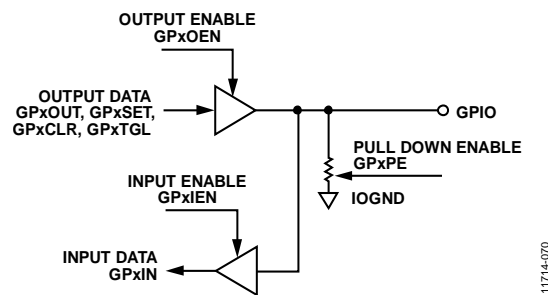 OUTPUT ENABLE
GPxOEN
OUTPUT DATA
GPxOUT, GPxSET,
GPxCLR, GPxTGL
GPIO
PULL DOWN ENABLE
GPxPE
INPUT ENABLE
GPxIEN
IOGND
INPUT DATA
GPxIN
11714-070